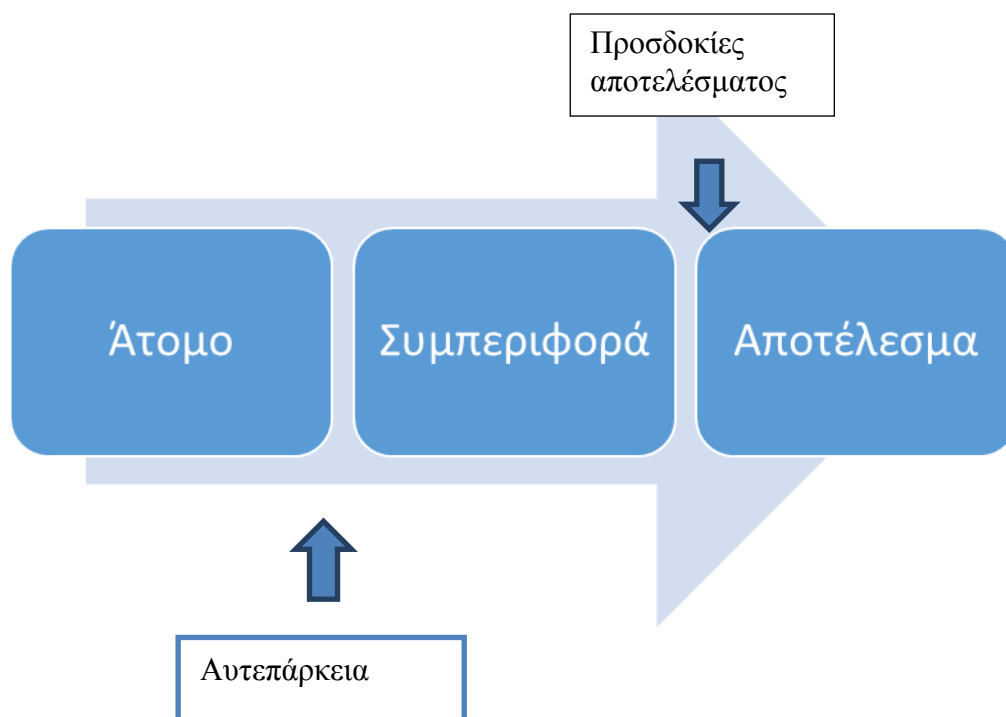 Προσδοκίες
αποτελέσματος
Άτομο
Συμπεριφορά
Αποτέλεσμα
Αυτεπάρκεια